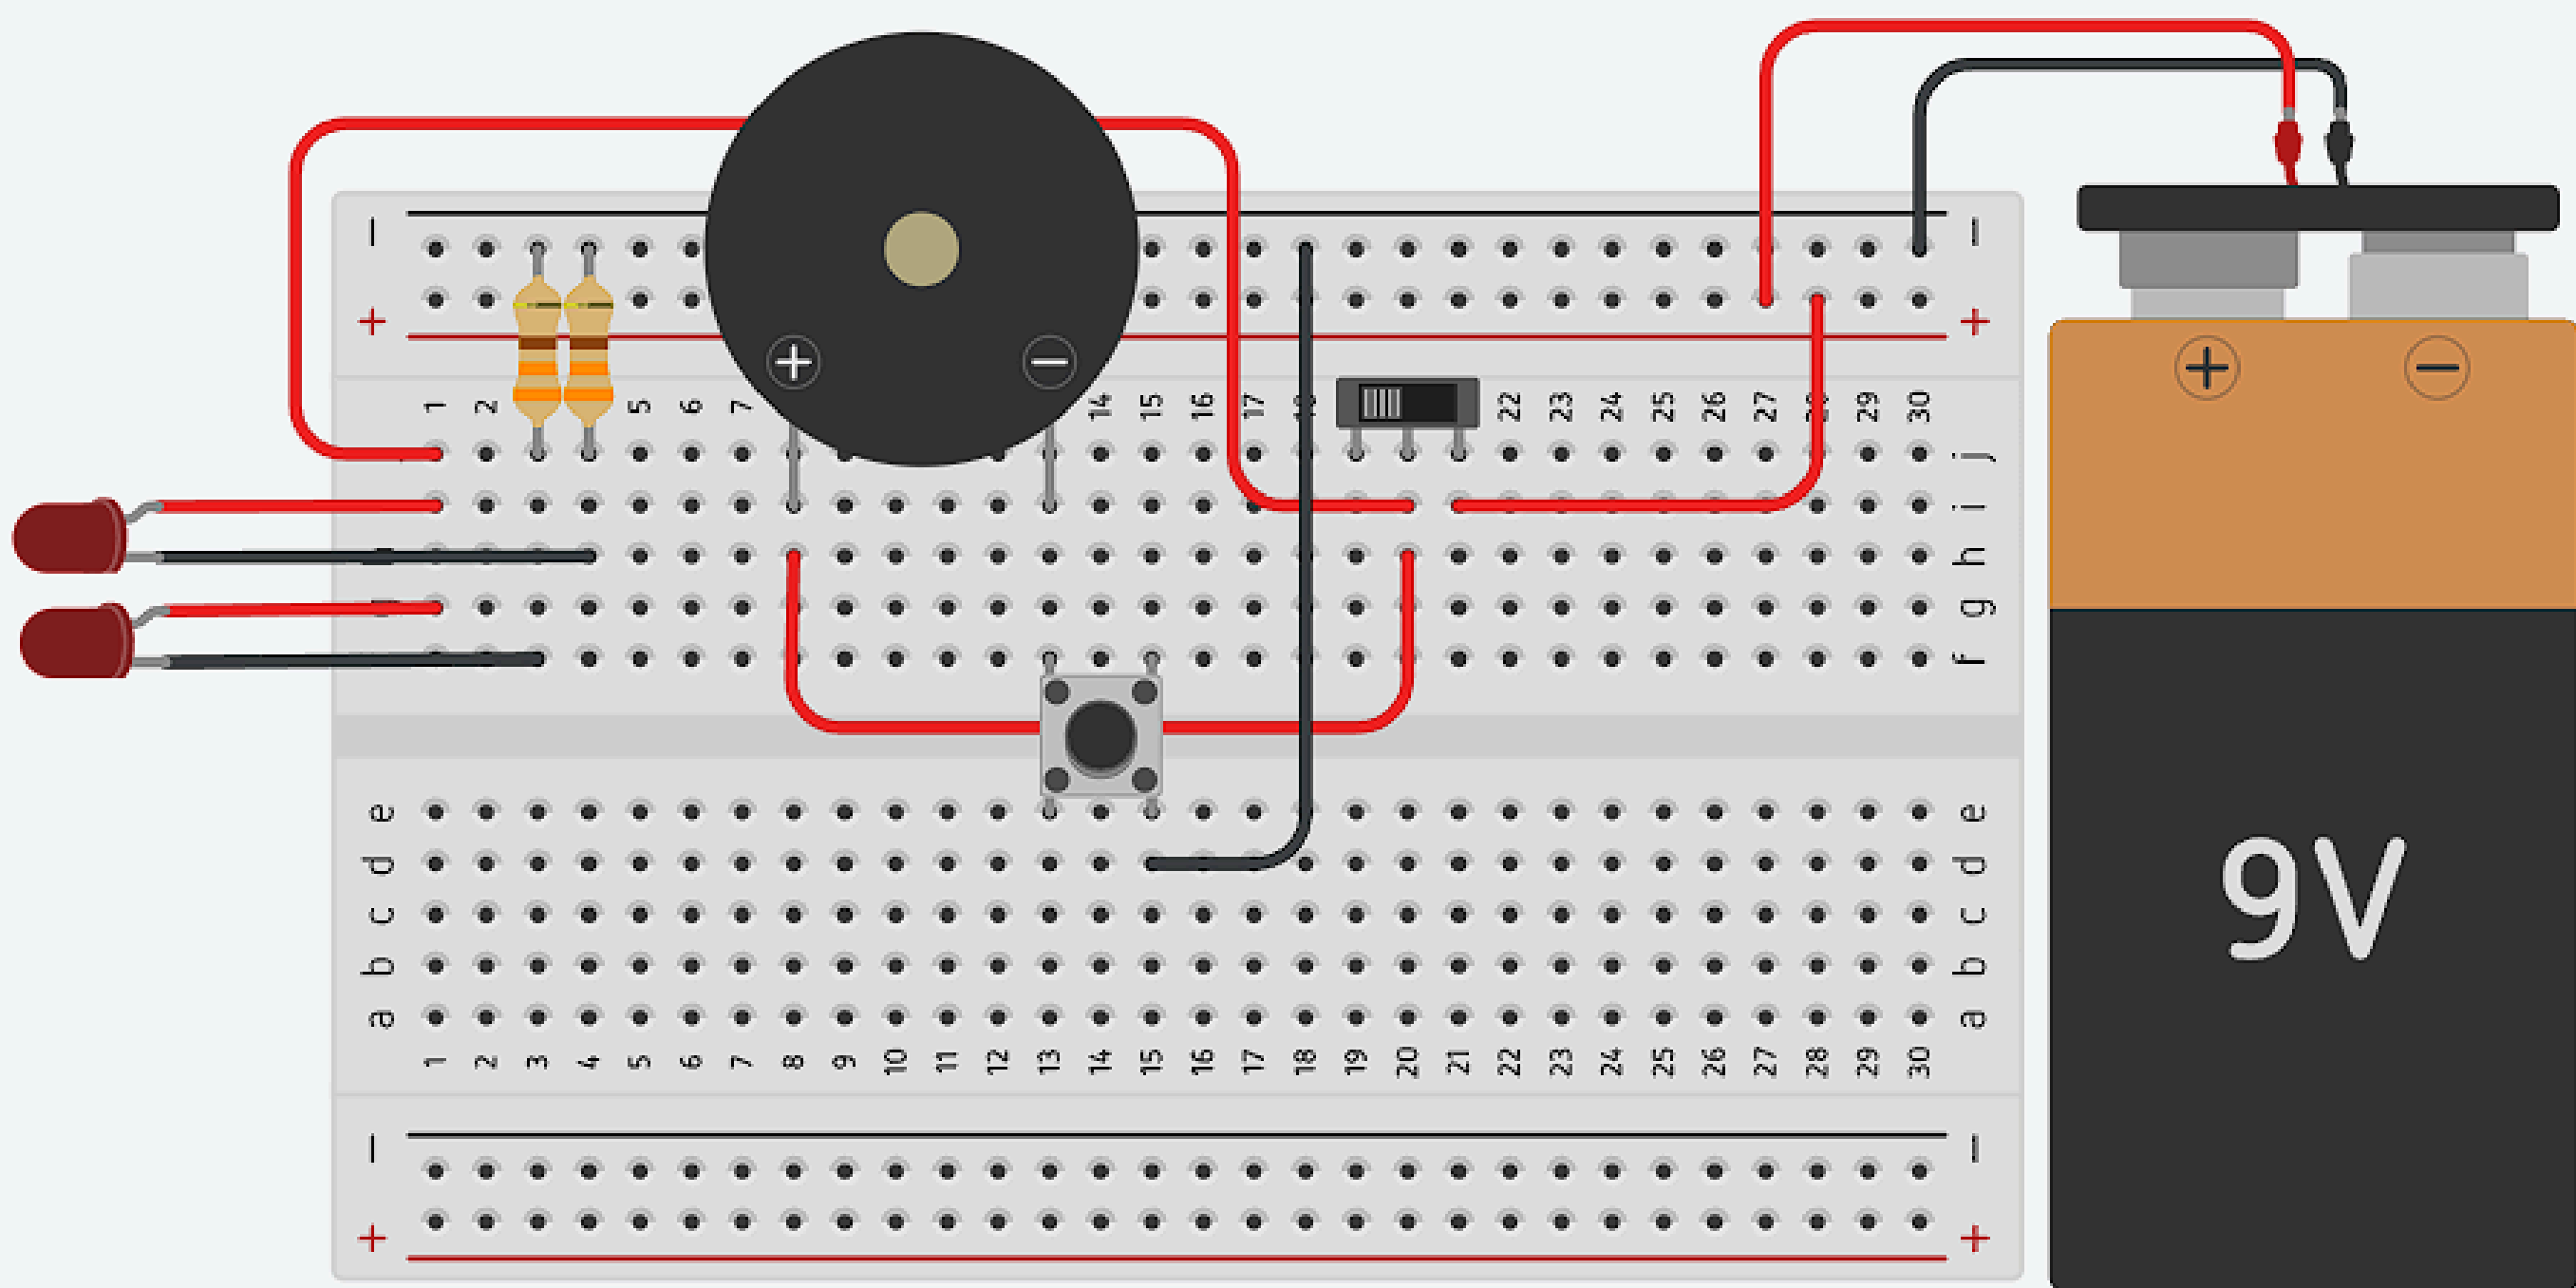 − −
+ +
1 2 5 6 7 14 15 16 17 18 22 23 24 25 26 27 28 29 30
j
i
h
g
f
e e
d d
c c
b b
a a
1 2 3 4 5 6 7 8 9 10 11 12 13 14 15 16 17 18 19 20 21 22 23 24 25 26 27 28 29 30
− −
+ +
+ −
+ −
9V